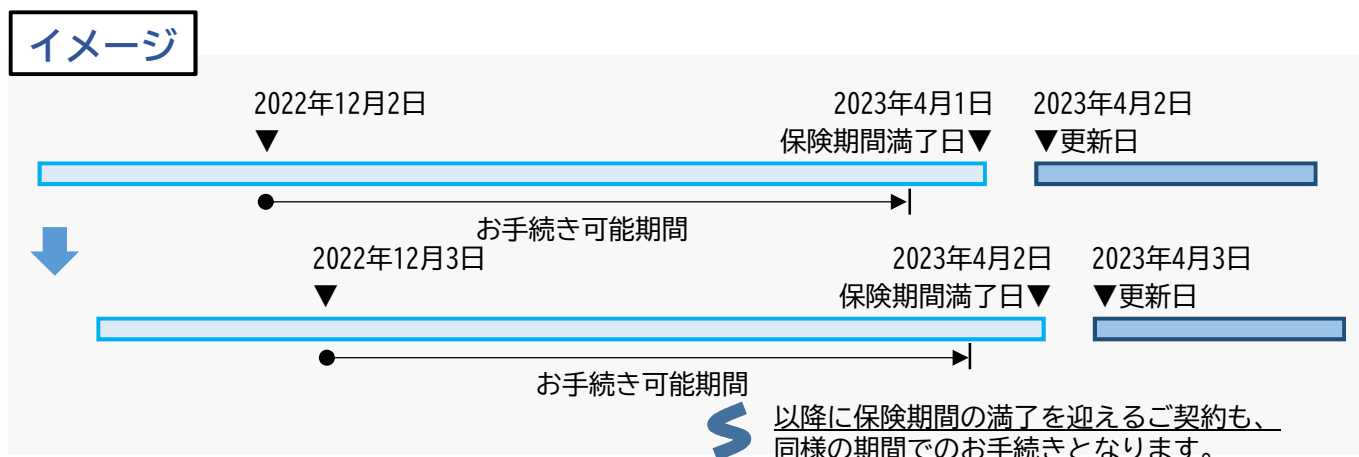 イメージ
2022年12月2日
2023年4月1日
2023年4月2日
▼
保険期間満了日▼
▼更新日
お手続き可能期間
2022年12月3日
2023年4月2日
2023年4月3日
▼
保険期間満了日▼
▼更新日
お手続き可能期間
以降に保険期間の満了を迎えるご契約も、
同様の期間でのお手続きとなります。